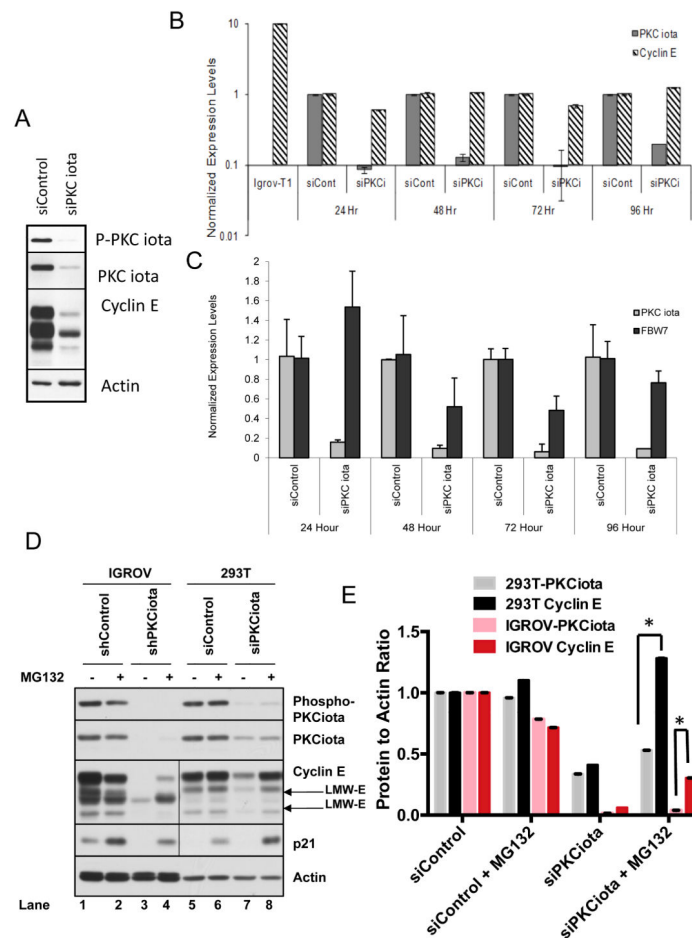 A
siControl
siPKC iota
P-PKC iota
PKC iota
Cyclin E
Actin
B
Normalized Expression Levels
10
1
0.1
0.01
PKC iota
Cyclin E
Igrov-T1
siCont
siPKCi
siCont
siPKCi
siCont
siPKCi
siCont
siPKCi
24 Hr
48 Hr
72 Hr
96 Hr
C
Normalized Expression Levels
2
1.8
1.6
1.4
1.2
1
0.8
0.6
0.4
0.2
0
PKC iota
FBW7
siControl
siPKC iota
siControl
siPKC iota
siControl
siPKC iota
siControl
siPKC iota
24 Hour
48 Hour
72 Hour
96 Hour
D
IGROV
293T
shControl
shPKCiota
siControl
siPKCiota
MG132
- + - + - + - +
Phospho-
PKCiota
PKCiota
Cyclin E
LMW-E
LMW-E
p21
Actin
Lane 1 2 3 4 5 6 7 8
E
293T-PKCiota
293T Cyclin E
IGROV-PKCiota
IGROV Cyclin E
Protein to Actin Ratio
1.5
1.0
0.5
0.0
*
*
siControl
siControl + MG132
siPKCiota
siPKCiota + MG132